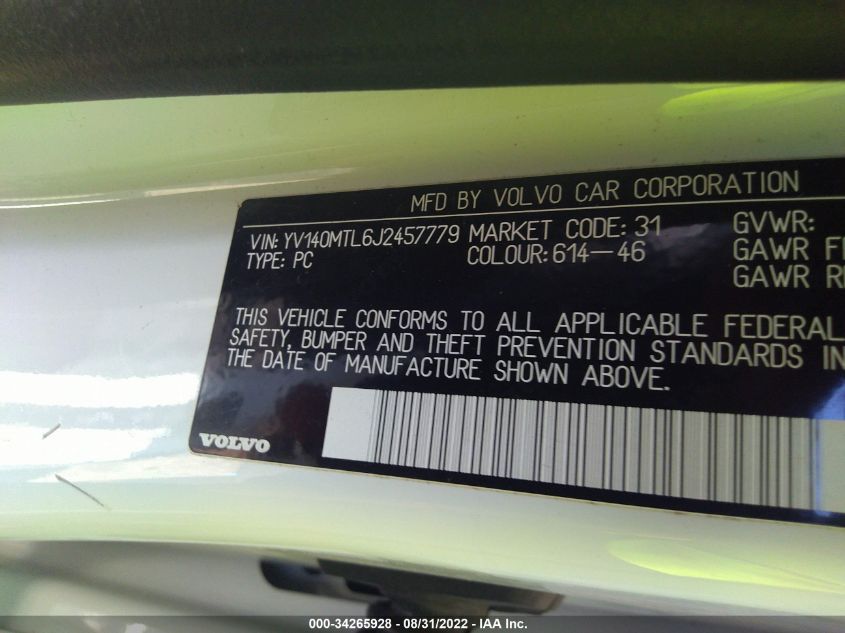 MFD BY VOLVO CAR CORPORATION
VIN: YV140MTL6J2457779 MARKET CODE: 31 GVWR:
TYPE: PC COLOUR: 614-46 GAWR F
GAWR R
THIS VEHICLE CONFORMS TO ALL APPLICABLE FEDERAL
SAFETY, BUMPER AND THEFT PREVENTION STANDARDS IN
THE DATE OF MANUFACTURE SHOWN ABOVE.
VOLVO
000-34265928 - 08/31/2022 - IAA Inc.